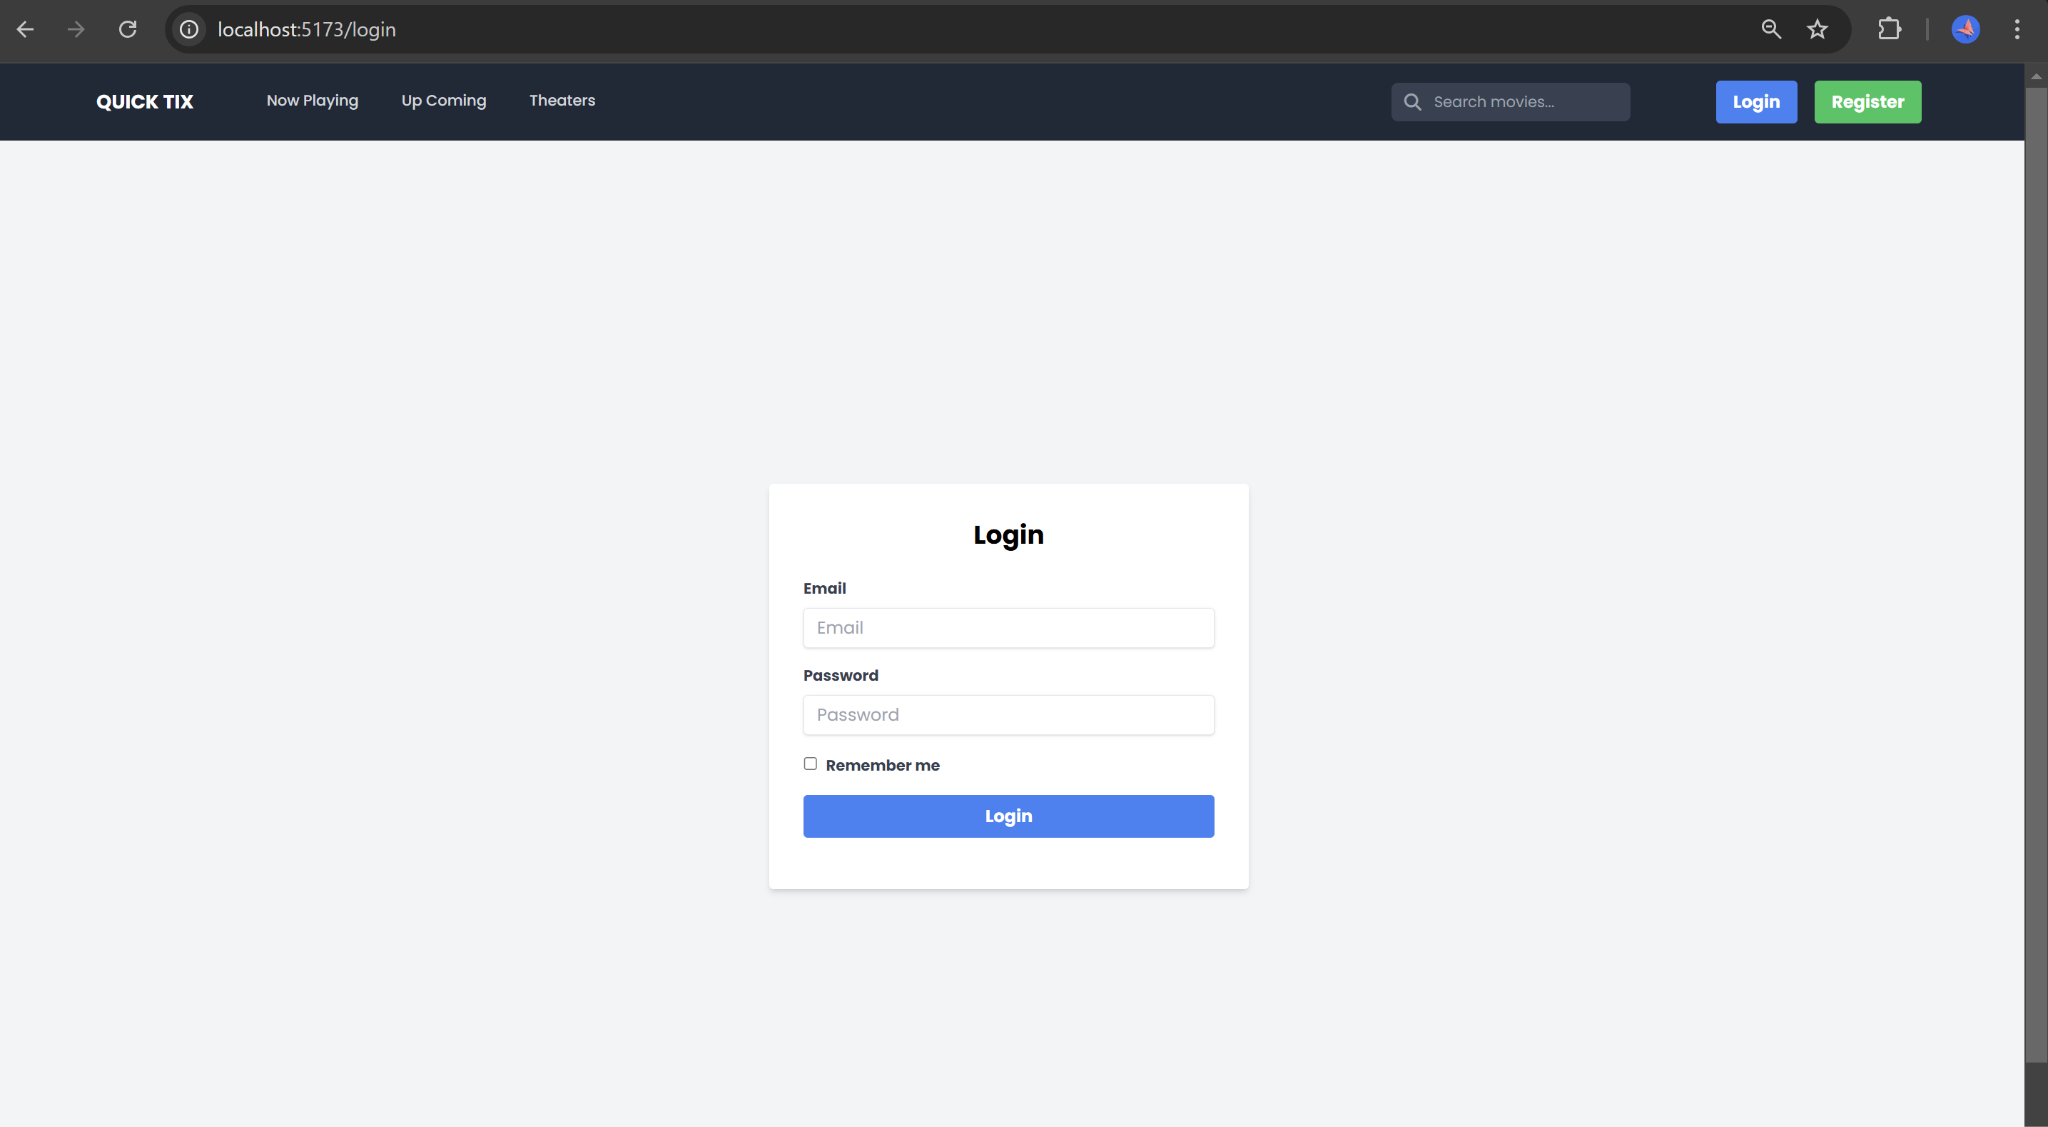 localhost:5173/login
QUICK TIX Now Playing Up Coming Theaters Search movies... Login Register
Login
Email
Email
Password
Password
Remember me
Login